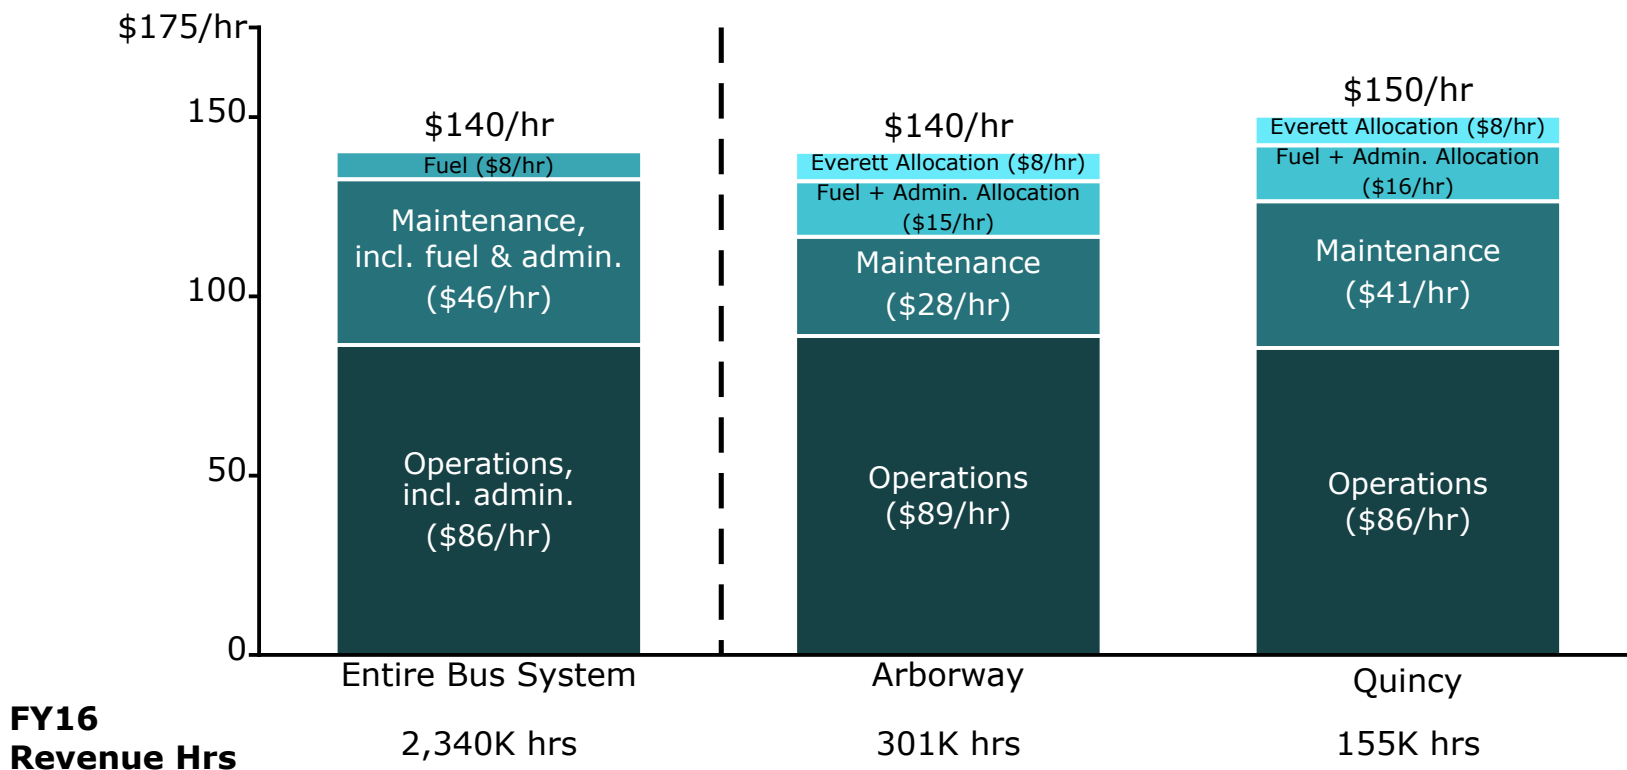 $175/hr
150
100
50
0
$140/hr
Fuel ($8/hr)
Maintenance,
incl. fuel & admin.
($46/hr)
Operations,
incl. admin.
($86/hr)
Entire Bus System
$140/hr
Everett Allocation ($8/hr)
Fuel + Admin. Allocation
($15/hr)
Maintenance
($28/hr)
Operations
($89/hr)
Arborway
$150/hr
Everett Allocation ($8/hr)
Fuel + Admin. Allocation
($16/hr)
Maintenance
($41/hr)
Operations
($86/hr)
Quincy
FY16
Revenue Hrs
2,340K hrs
301K hrs
155K hrs